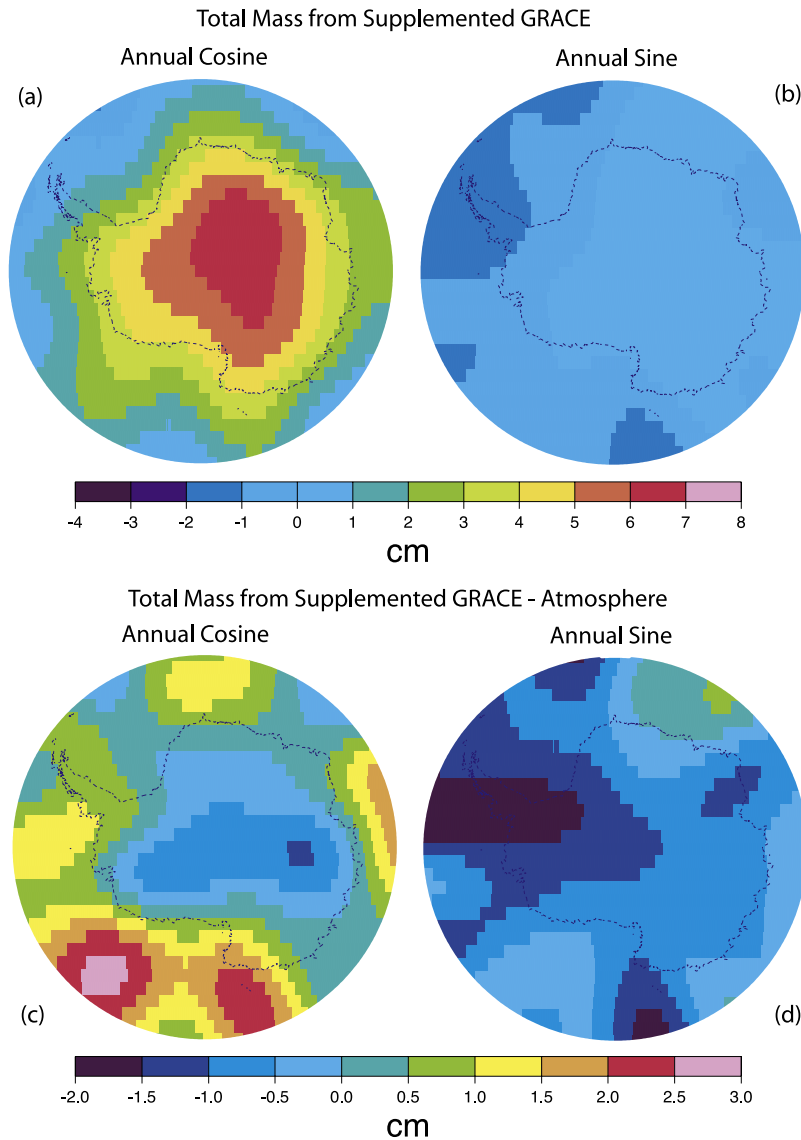 Total Mass from Supplemented GRACE
Annual Cosine Annual Sine
(a) (b)
-4 -3 -2 -1 0 1 2 3 4 5 6 7 8
cm
Total Mass from Supplemented GRACE - Atmosphere
Annual Cosine Annual Sine
(c) (d)
-2.0 -1.5 -1.0 -0.5 0.0 0.5 1.0 1.5 2.0 2.5 3.0
cm